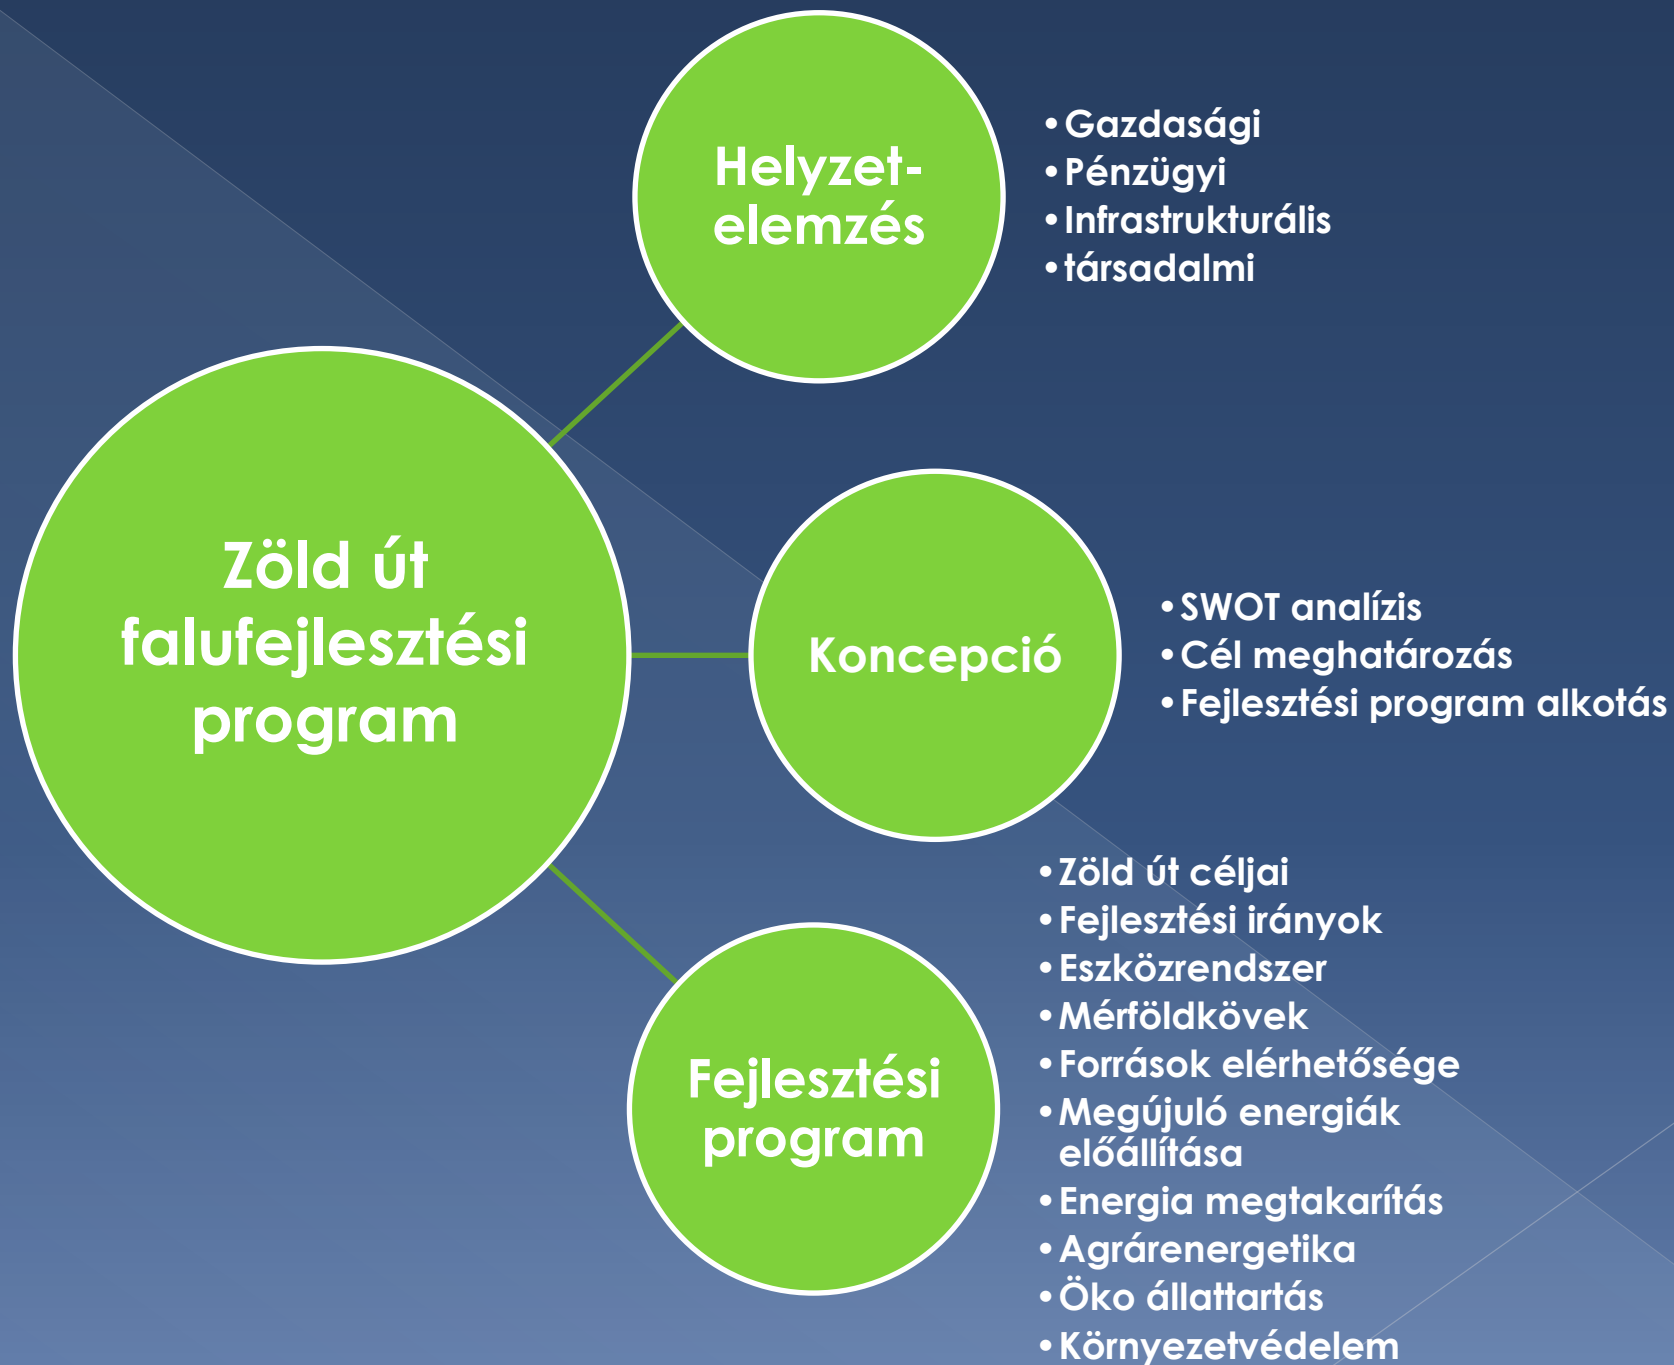 Helyzet-
elemzés
•Gazdasági
•Pénzügyi
•Infrastrukturális
•társadalmi
Zöld út
falufejlesztési
program
Koncepció
•SWOT analízis
•Cél meghatározás
•Fejlesztési program alkotás
Fejlesztési
program
•Zöld út céljai
•Fejlesztési irányok
•Eszközrendszer
•Mérföldkövek
•Források elérhetősége
•Megújuló energiák
előállítása
•Energia megtakarítás
•Agrárenergetika
•Öko állattartás
•Környezetvédelem